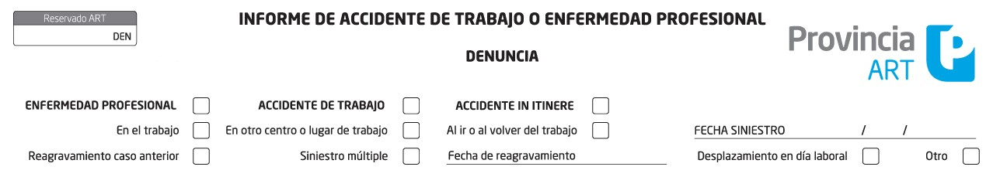 Reservado ART
DEN
INFORME DE ACCIDENTE DE TRABAJO O ENFERMEDAD PROFESIONAL
DENUNCIA
Provincia
ART
ENFERMEDAD PROFESIONAL ACCIDENTE DE TRABAJO ACCIDENTE IN ITINERE
En el trabajo En otro centro o lugar de trabajo Al ir o al volver del trabajo FECHA SINIESTRO / /
Reagravamiento caso anterior Siniestro múltiple Fecha de reagravamiento Desplazamiento en día laboral Otro